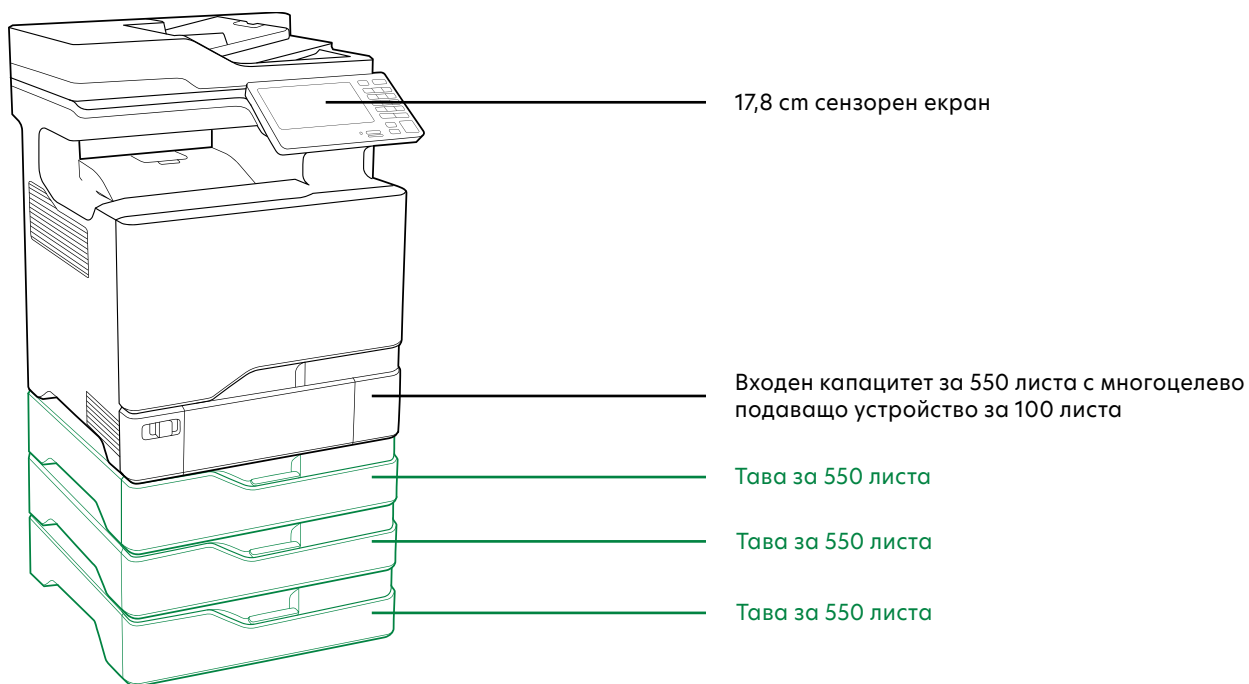 17,8 cm сензорен екран
Входен капацитет за 550 листа с многоцелево
подаващо устройство за 100 листа
Тава за 550 листа
Тава за 550 листа
Тава за 550 листа